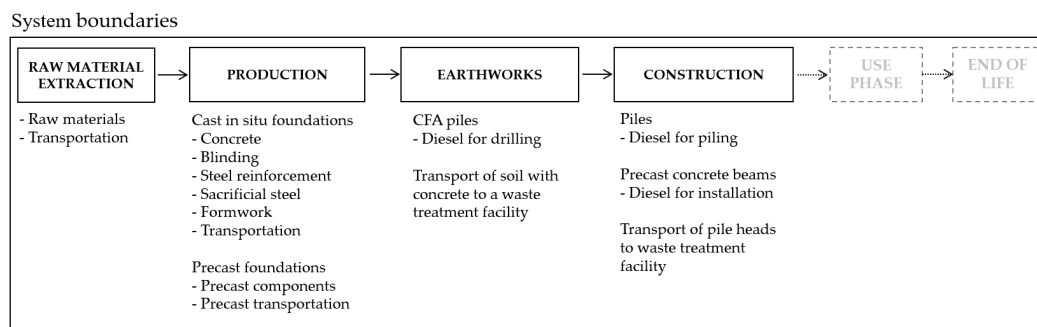 System boundaries
RAW MATERIAL
EXTRACTION
- Raw materials
- Transportation
PRODUCTION
Cast in situ foundations
- Concrete
- Blinding
- Steel reinforcement
- Sacrificial steel
- Formwork
- Transportation
Precast foundations
- Precast components
- Precast transportation
EARTHWORKS
CFA piles
- Diesel for drilling
Transport of soil with
concrete to a waste
treatment facility
CONSTRUCTION
Piles
- Diesel for piling
Precast concrete beams
- Diesel for installation
Transport of pile heads
to waste treatment
facility
USE
PHASE
END OF
LIFE